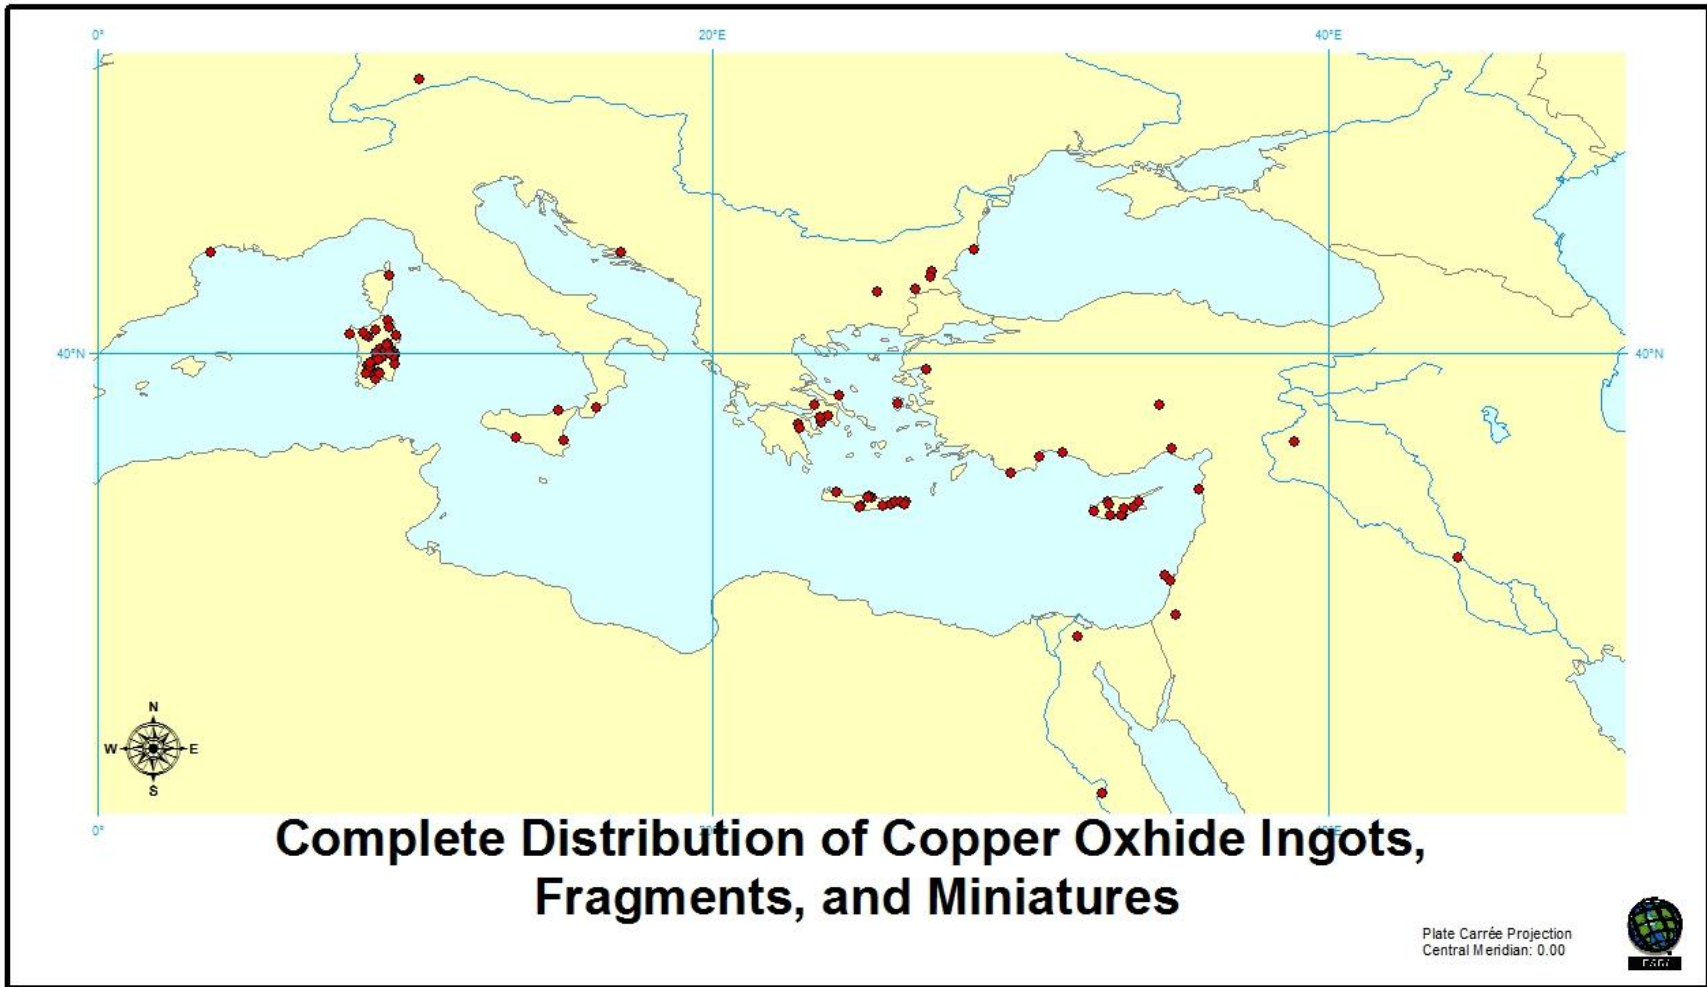 0° 20°E 40°E
40°N 40°N
N
W E
S
0° 40°E
Complete Distribution of Copper Oxhide Ingots,
Fragments, and Miniatures
Plate Carrée Projection
Central Meridian: 0.00